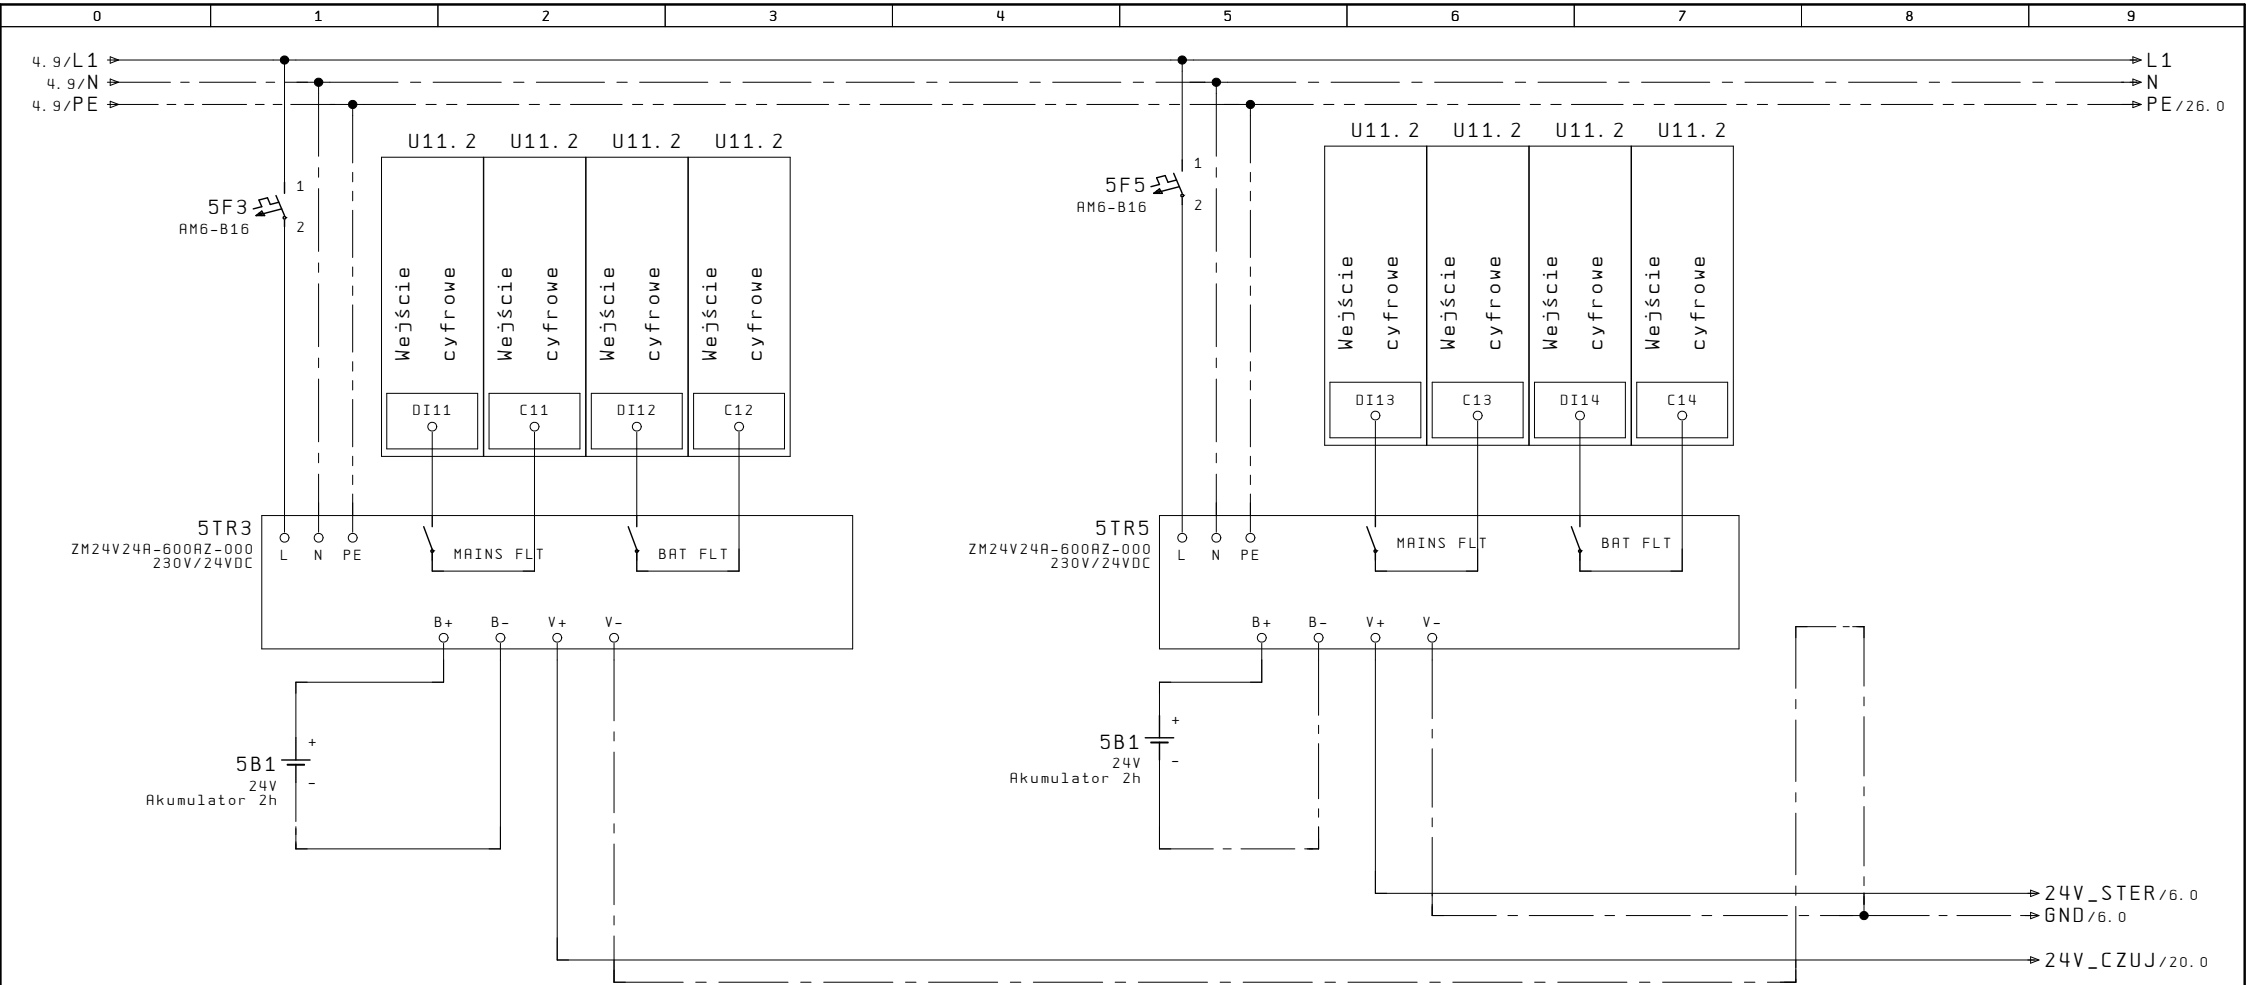 0 1 2 3 4 5 6 7 8 9
4.9/L1
L1
4.9/N
N
4.9/PE
PE/26.0
U11.2 U11.2 U11.2 U11.2
U11.2 U11.2 U11.2 U11.2
5F3
AM6-B16
1
2
5F5
AM6-B16
1
2
Wejście
cyfrowe
Wejście
cyfrowe
Wejście
cyfrowe
Wejście
cyfrowe
Wejście
cyfrowe
Wejście
cyfrowe
Wejście
cyfrowe
Wejście
cyfrowe
DI11 C11 DI12 C12
DI13 C13 DI14 C14
5TR3
ZM24V24A-600AZ-000
230V/24VDC
L N PE
MAINS FLT
BAT FLT
B+ B- V+ V-
5TR5
ZM24V24A-600AZ-000
230V/24VDC
L N PE
MAINS FLT
BAT FLT
B+ B- V+ V-
5B1
24V
Akumulator 2h
+
-
5B1
24V
Akumulator 2h
+
-
24V_STER/6.0
GND/6.0
24V_CZUJ/20.0